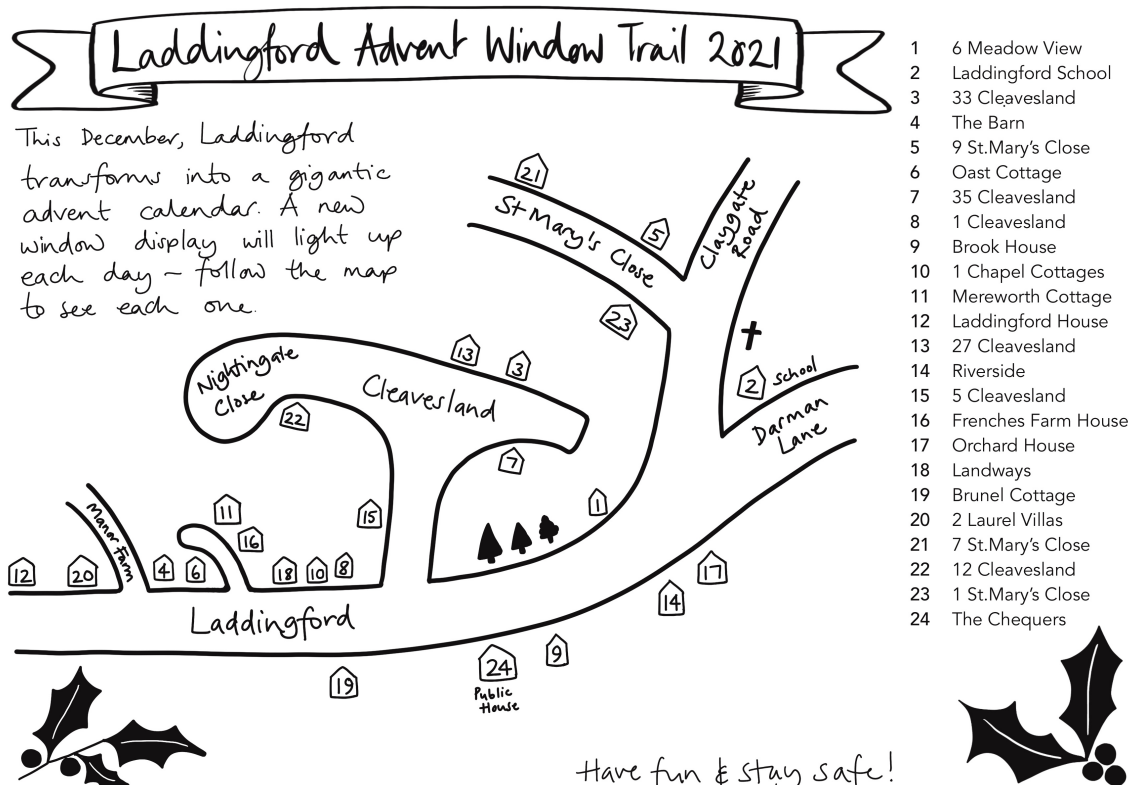 Laddingford Advent Window Trail 2021
This December, Laddingford
transforms into a gigantic
advent calendar. A new
window display will light up
each day – follow the map
to see each one.
1 6 Meadow View
2 Laddingford School
3 33 Cleavesland
4 The Barn
5 9 St.Mary's Close
6 Oast Cottage
7 35 Cleavesland
8 1 Cleavesland
9 Brook House
10 1 Chapel Cottages
11 Mereworth Cottage
12 Laddingford House
13 27 Cleavesland
14 Riverside
15 5 Cleavesland
16 Frenches Farm House
17 Orchard House
18 Landways
19 Brunel Cottage
20 2 Laurel Villas
21 7 St.Mary's Close
22 12 Cleavesland
23 1 St.Mary's Close
24 The Chequers
21
St Mary's Close
5
Claygate
Road
23
13
3
Nightingale
Close
Cleavesland
22
2 School
Darman
Lane
7
1
11
15
16
Manor Farm
12
20
4
6
18
10
8
Laddingford
17
14
9
24
Public
House
19
Have fun & stay safe!